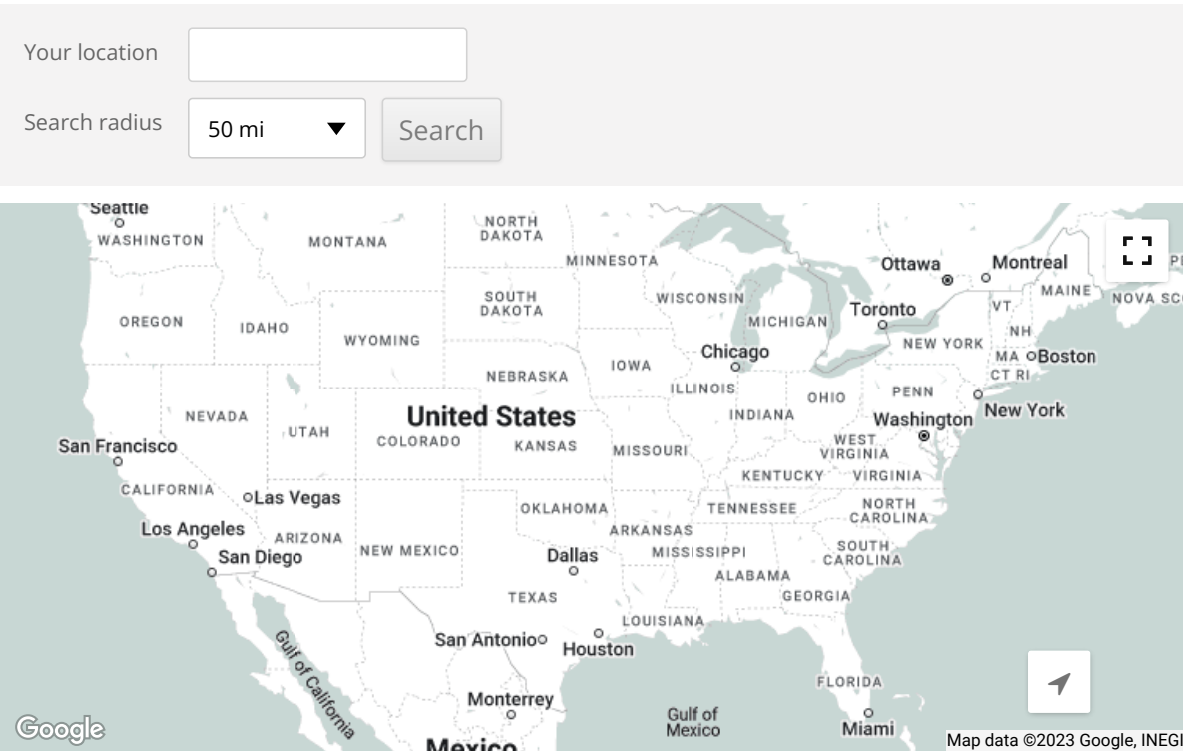 Your location
Search radius
50 mi
Search
Seattle
WASHINGTON
MONTANA
NORTH
DAKOTA
MINNESOTA
Ottawa
Montreal
MAINE
NOVA SC
OREGON
IDAHO
WYOMING
SOUTH
DAKOTA
WISCONSIN
MICHIGAN
Toronto
VT
NH
NEW YORK
MA
Boston
CT RI
Chicago
IOWA
NEBRASKA
ILLINOIS
INDIANA
OHIO
PENN
New York
United States
NEVADA
UTAH
COLORADO
KANSAS
MISSOURI
Washington
WEST
VIRGINIA
KENTUCKY
VIRGINIA
San Francisco
CALIFORNIA
Las Vegas
Los Angeles
San Diego
ARIZONA
NEW MEXICO
OKLAHOMA
ARKANSAS
TENNESSEE
NORTH
CAROLINA
Dallas
MISSISSIPPI
SOUTH
CAROLINA
ALABAMA
GEORGIA
TEXAS
LOUISIANA
San Antonio
Houston
Gulf of California
FLORIDA
Monterrey
Gulf of
Mexico
Miami
Mexico
Google
Map data ©2023 Google, INEGI